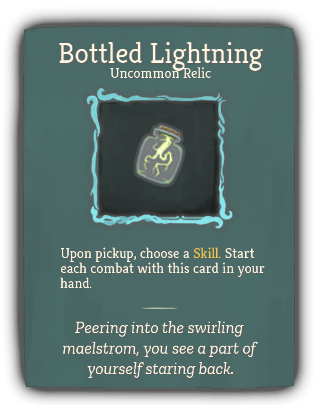 Bottled Lightning
Uncommon Relic
Upon pickup, choose a Skill. Start
each combat with this card in your
hand.
Peering into the swirling
maelstrom, you see a part of
yourself staring back.